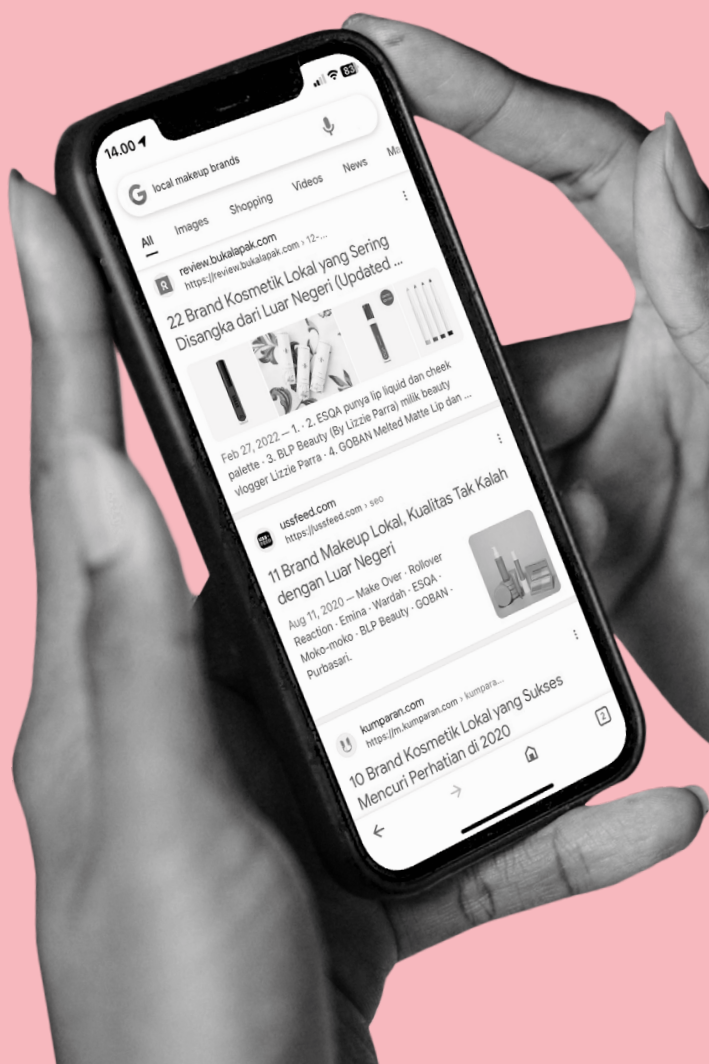 14.00
83
G local makeup brands
All Images Shopping Videos News Ma
R
review.bukalapak.com
https://review.bukalapak.com › 12-...
22 Brand Kosmetik Lokal yang Sering
Disangka dari Luar Negeri (Updated ...
Feb 27, 2022 — 1. · 2. ESQA punya lip liquid dan cheek
palette · 3. BLP Beauty (By Lizzie Parra) milik beauty
vlogger Lizzie Parra · 4. GOBAN Melted Matte Lip dan ...
ussfeed.com
https://ussfeed.com › seo
11 Brand Makeup Lokal, Kualitas Tak Kalah
dengan Luar Negeri
Aug 11, 2020 — Make Over · Rollover
Reaction · Emina · Wardah · ESQA ·
Moko-moko · BLP Beauty · GOBAN ·
Purbasari.
kumparan.com
https://m.kumparan.com › kumpara...
10 Brand Kosmetik Lokal yang Sukses
Mencuri Perhatian di 2020
2